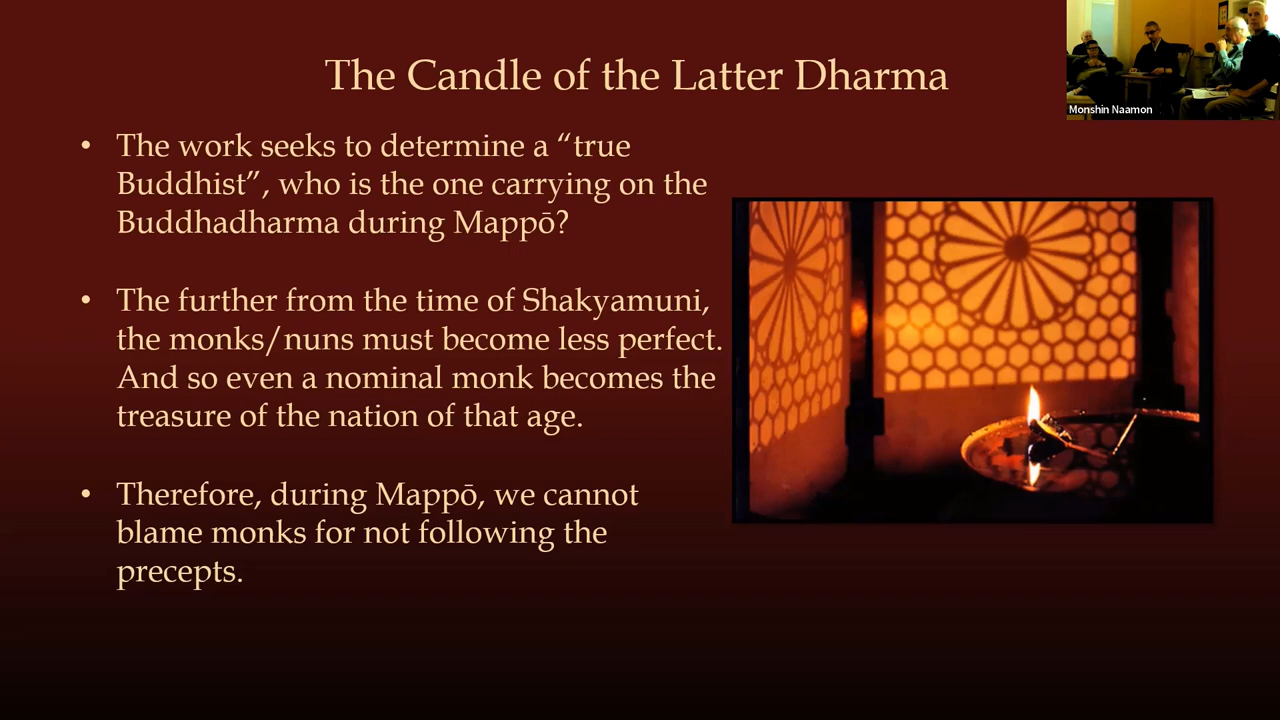 The Candle of the Latter Dharma
Monshin Naamon
• The work seeks to determine a “true
Buddhist”, who is the one carrying on the
Buddhadharma during Mappō?
• The further from the time of Shakyamuni,
the monks/nuns must become less perfect.
And so even a nominal monk becomes the
treasure of the nation of that age.
• Therefore, during Mappō, we cannot
blame monks for not following the
precepts.